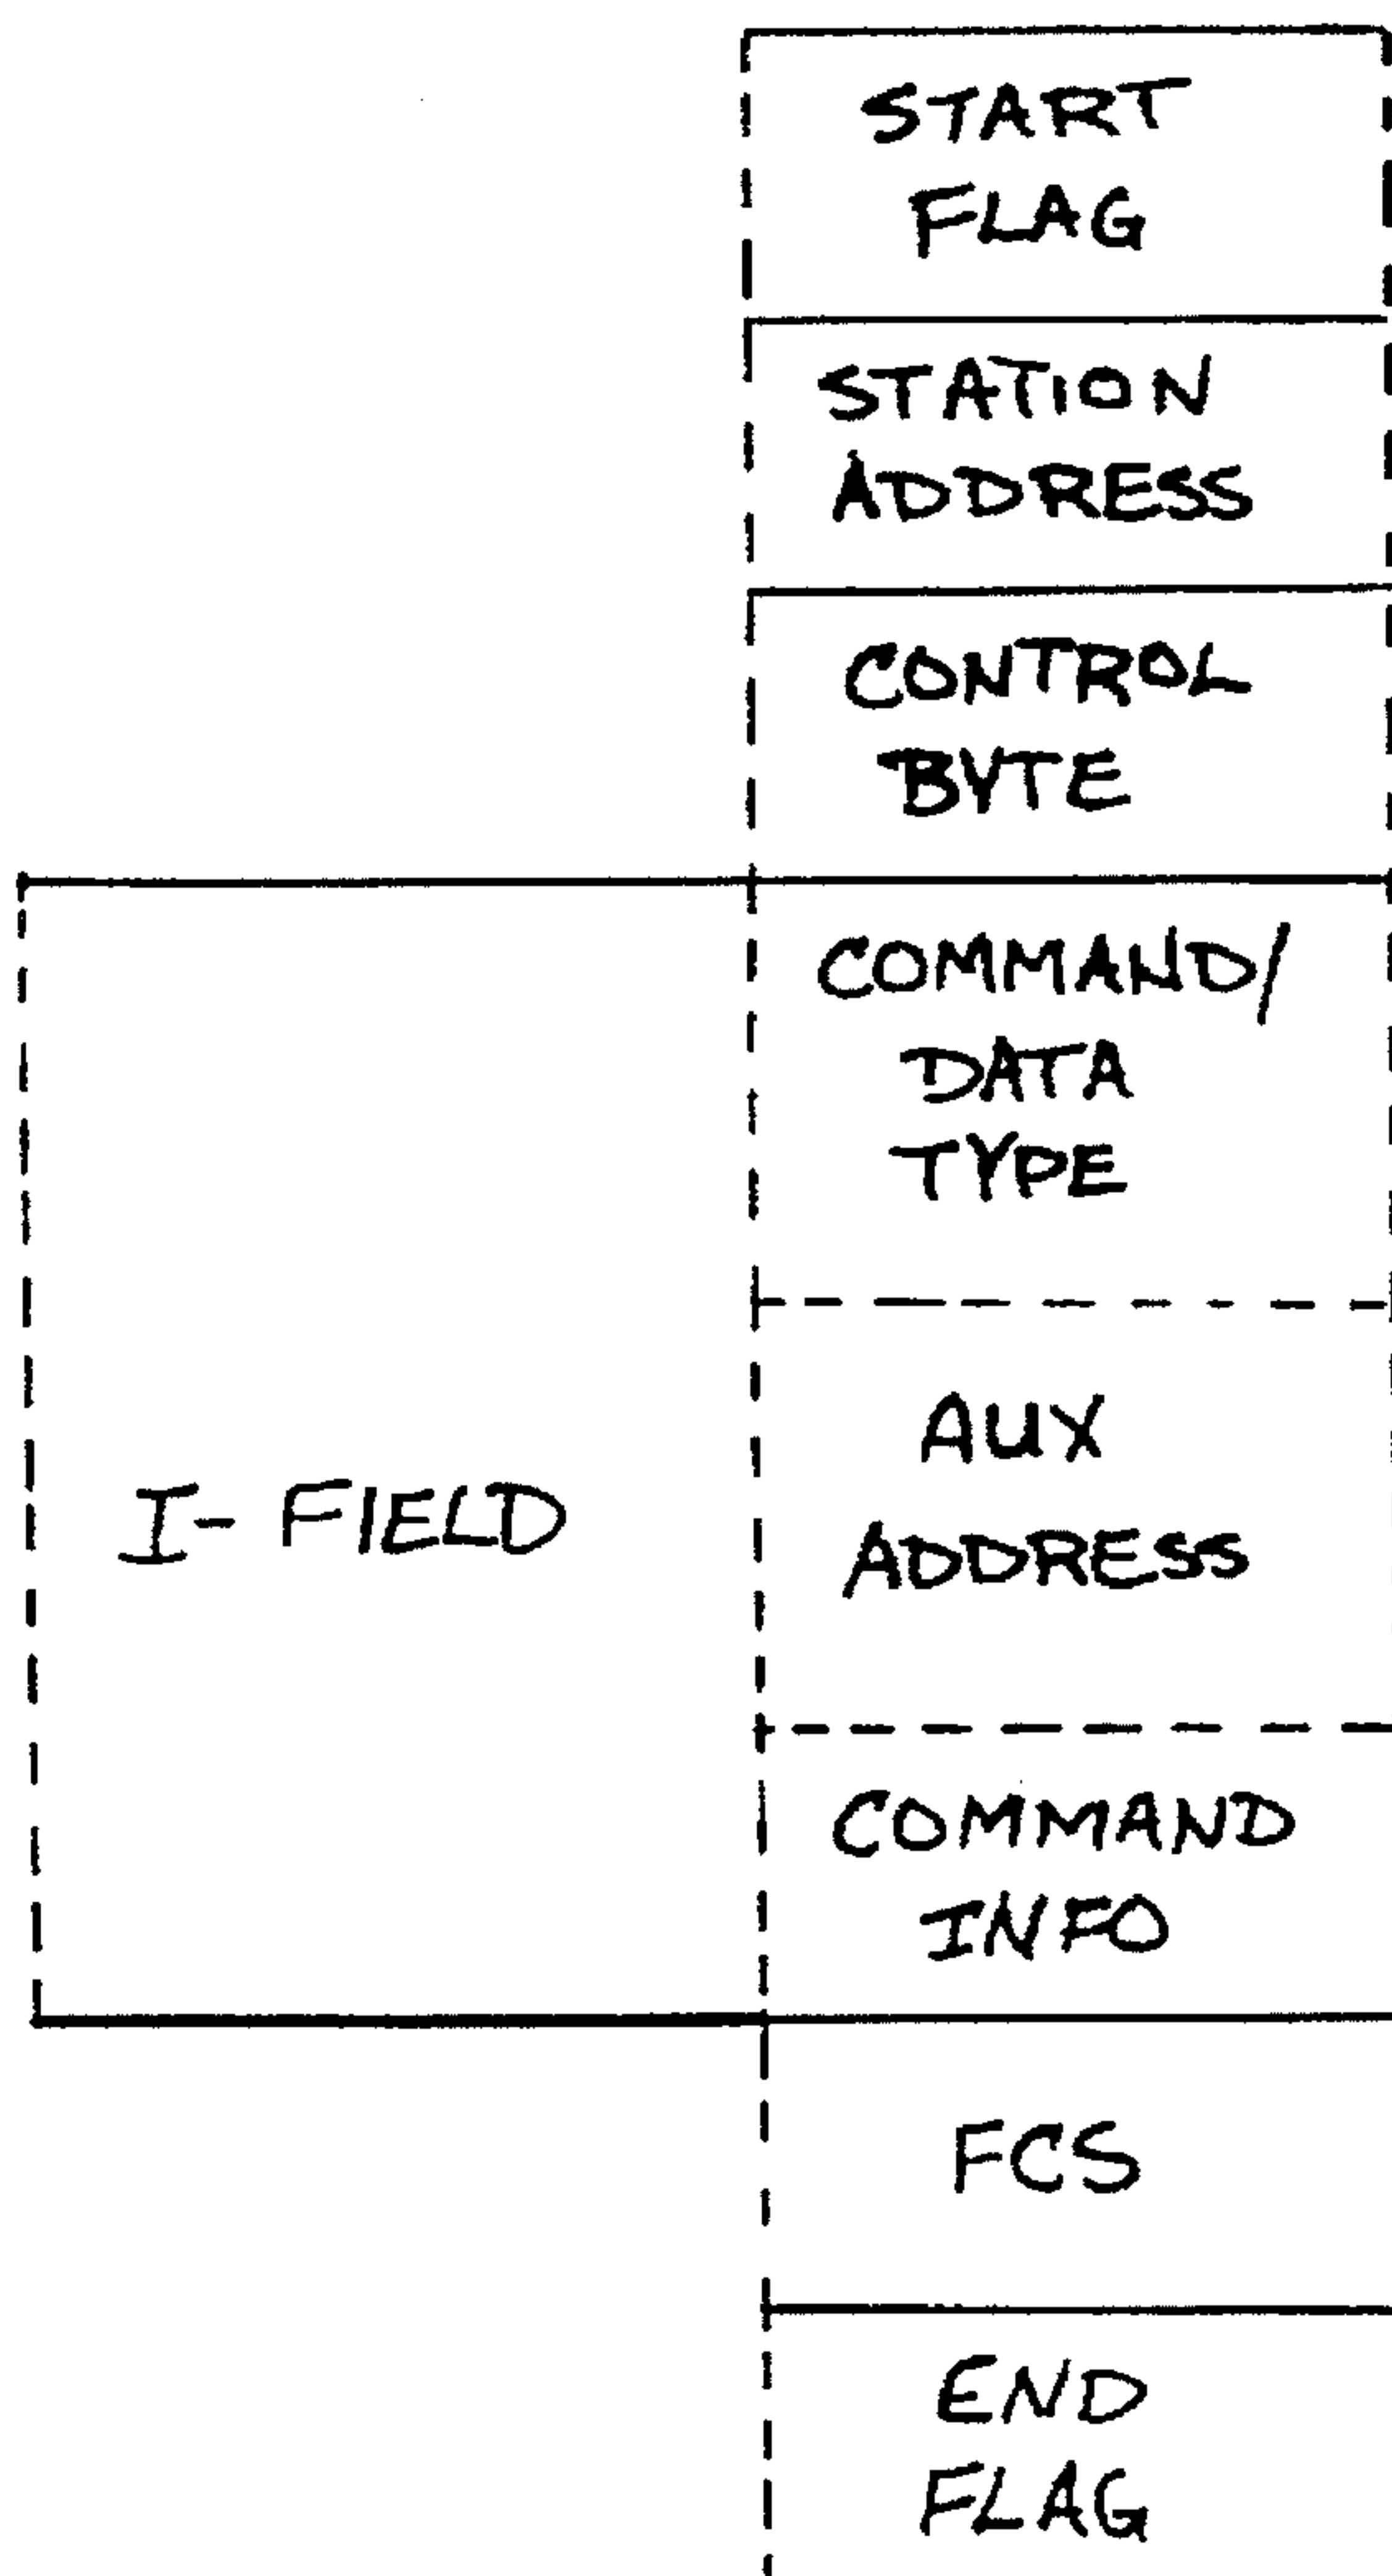 START
FLAG
STATION
ADDRESS
CONTROL
BYTE
COMMAND/
DATA
TYPE
I-FIELD
AUX
ADDRESS
COMMAND
INFO
FCS
END
FLAG